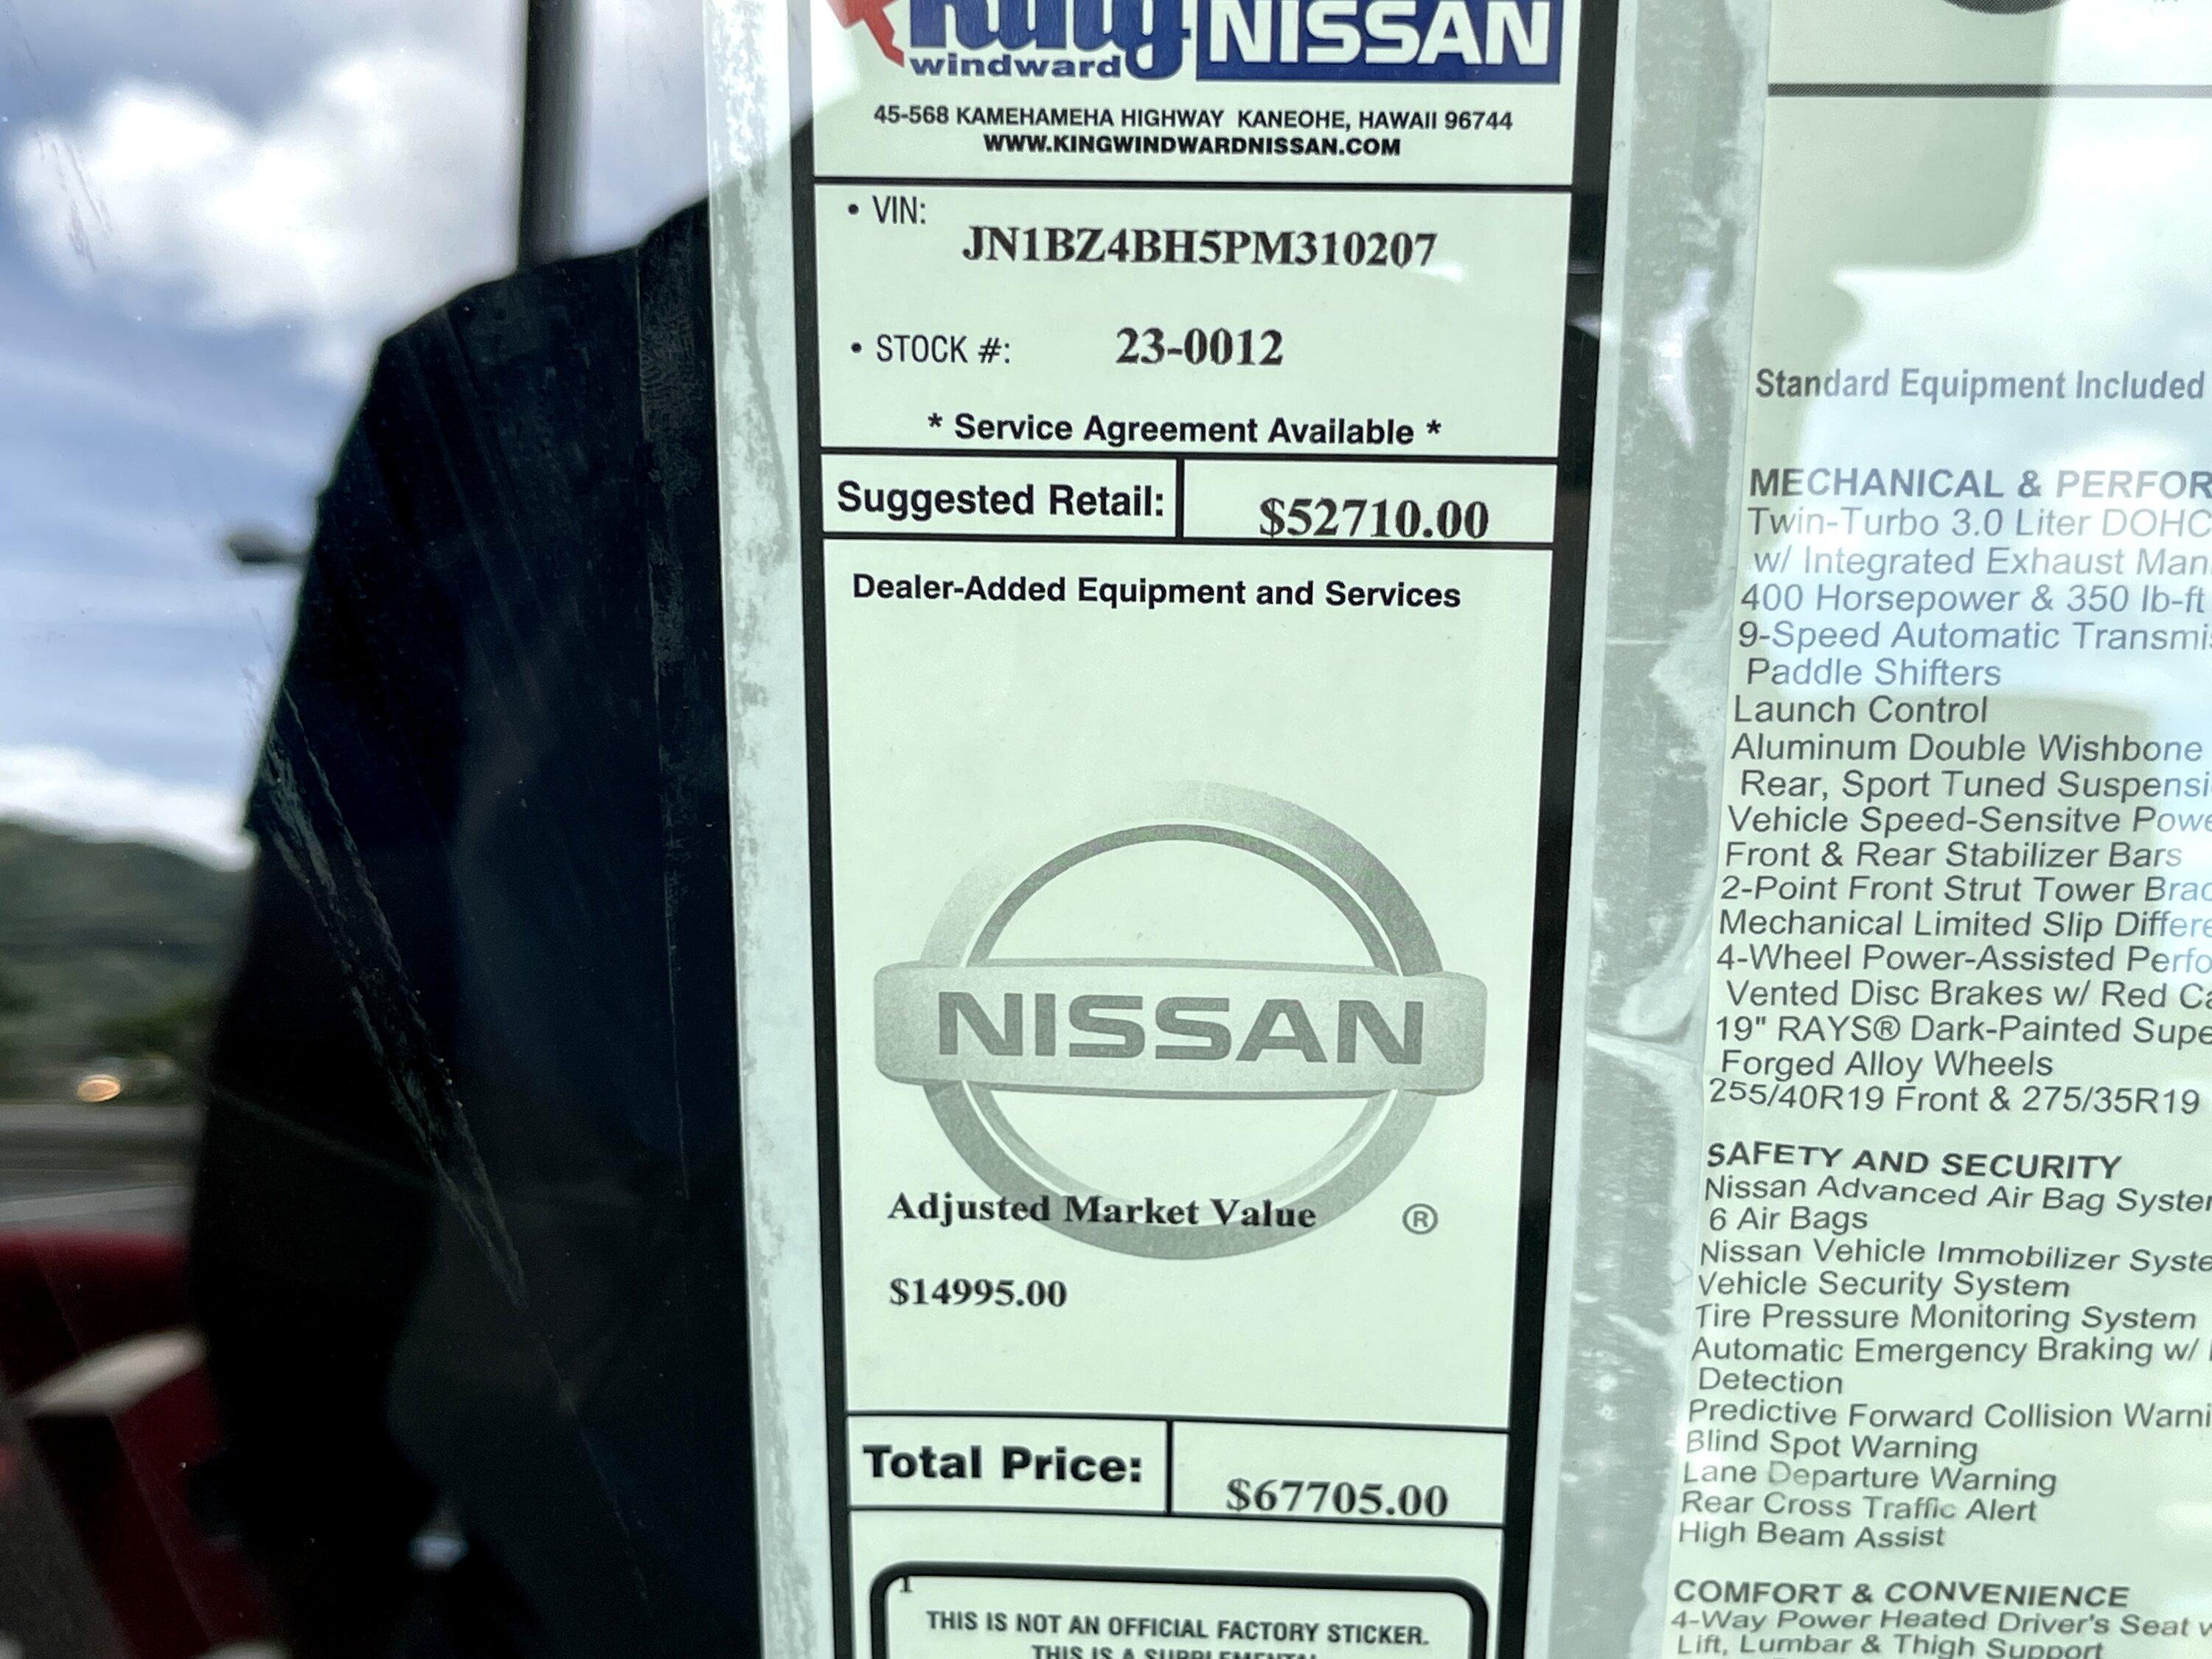 King
windward
NISSAN
45-568 KAMEHAMEHA HIGHWAY KANEOHE, HAWAII 96744
WWW.KINGWINDWARDNISSAN.COM
• VIN:
JN1BZ4BH5PM310207
• STOCK #: 23-0012
* Service Agreement Available *
Suggested Retail: $52710.00
Dealer-Added Equipment and Services
NISSAN
Adjusted Market Value ®
$14995.00
Total Price: $67705.00
THIS IS NOT AN OFFICIAL FACTORY STICKER.
THIS IS A SUPPLEMENTAL
Standard Equipment Included
MECHANICAL & PERFOR
Twin-Turbo 3.0 Liter DOHC
w/ Integrated Exhaust Man
400 Horsepower & 350 lb-ft
9-Speed Automatic Transmis
Paddle Shifters
Launch Control
Aluminum Double Wishbone
Rear, Sport Tuned Suspensi
Vehicle Speed-Sensitve Powe
Front & Rear Stabilizer Bars
2-Point Front Strut Tower Brac
Mechanical Limited Slip Differe
4-Wheel Power-Assisted Perfo
Vented Disc Brakes w/ Red Ca
19" RAYS® Dark-Painted Supe
Forged Alloy Wheels
255/40R19 Front & 275/35R19
SAFETY AND SECURITY
Nissan Advanced Air Bag System
6 Air Bags
Nissan Vehicle Immobilizer Syste
Vehicle Security System
Tire Pressure Monitoring System
Automatic Emergency Braking w/
Detection
Predictive Forward Collision Warni
Blind Spot Warning
Lane Departure Warning
Rear Cross Traffic Alert
High Beam Assist
COMFORT & CONVENIENCE
4-Way Power Heated Driver's Seat w
Lift, Lumbar & Thigh Support